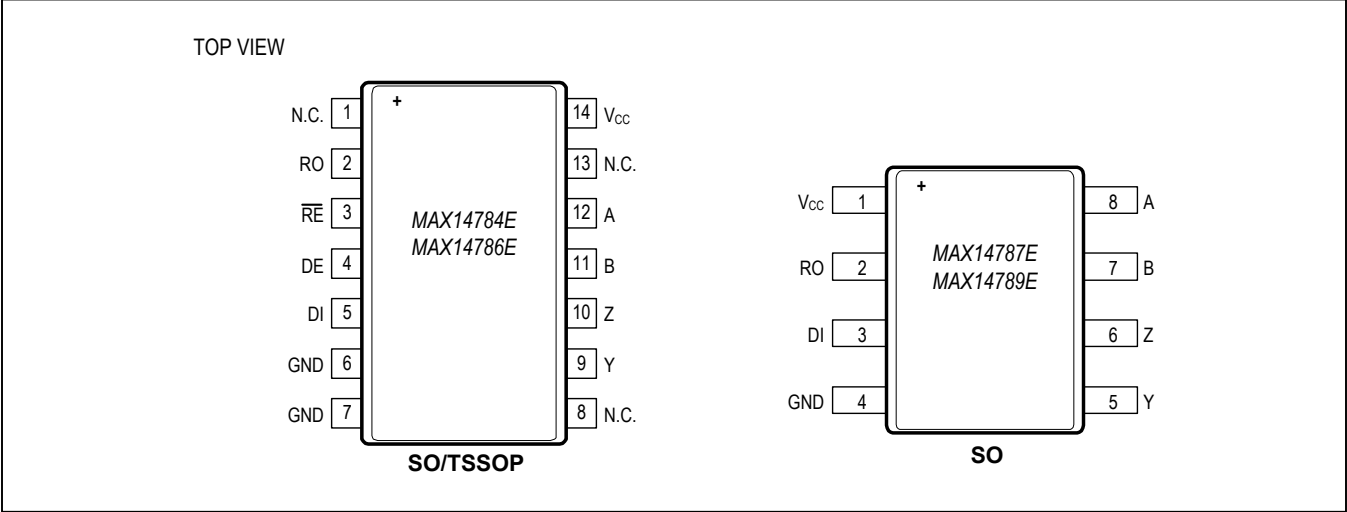 TOP VIEW
N.C. 1 + 14 VCC
RO 2 13 N.C.
R̅E̅ 3 12 A
MAX14784E
MAX14786E
DE 4 11 B
DI 5 10 Z
GND 6 9 Y
GND 7 8 N.C.
SO/TSSOP
VCC 1 + 8 A
RO 2 7 B
MAX14787E
MAX14789E
DI 3 6 Z
GND 4 5 Y
SO